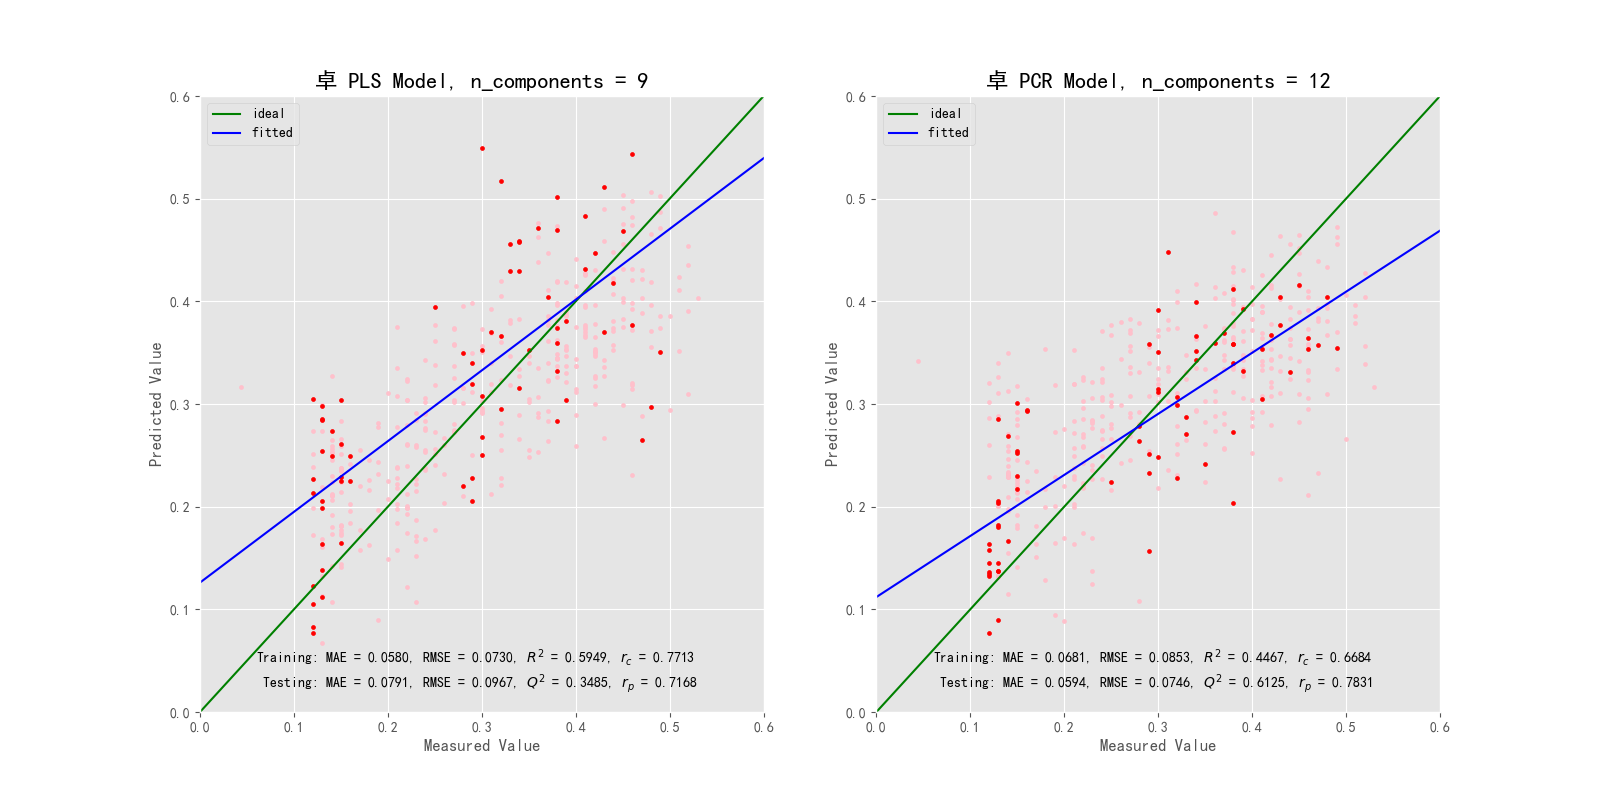 卓 PLS Model, n_components = 9
ideal
fitted
0.6
0.5
0.4
0.3
0.2
0.1
0.0
Predicted Value
Training: MAE = 0.0580, RMSE = 0.0730, R² = 0.5949, r_c = 0.7713
Testing: MAE = 0.0791, RMSE = 0.0967, Q² = 0.3485, r_p = 0.7168
0.0 0.1 0.2 0.3 0.4 0.5 0.6
Measured Value
卓 PCR Model, n_components = 12
ideal
fitted
0.6
0.5
0.4
0.3
0.2
0.1
0.0
Predicted Value
Training: MAE = 0.0681, RMSE = 0.0853, R² = 0.4467, r_c = 0.6684
Testing: MAE = 0.0594, RMSE = 0.0746, Q² = 0.6125, r_p = 0.7831
0.0 0.1 0.2 0.3 0.4 0.5 0.6
Measured Value